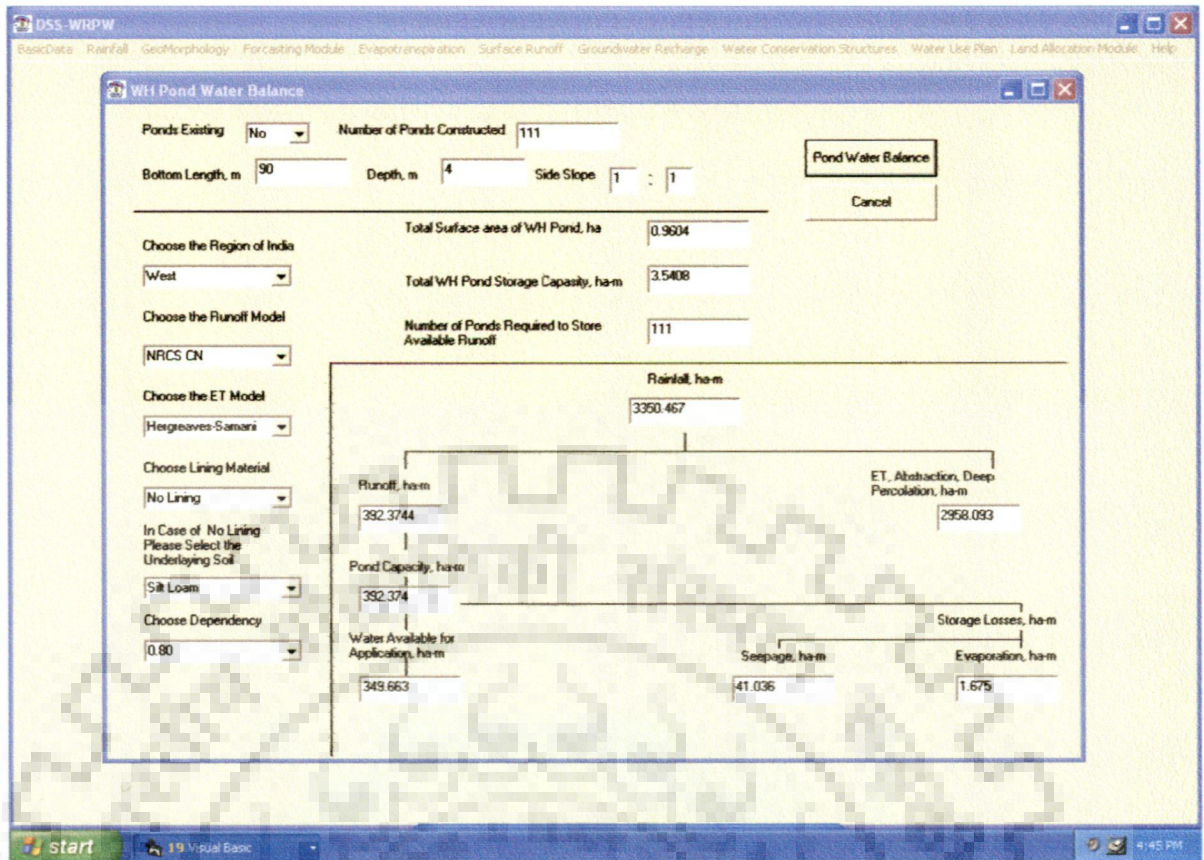 DSS-WRPW
BasicData Rainfall GeoMorphology Forcasting Module Evapotranspiration Surface Runoff Groundwater Recharge Water Conservation Structures Water Use Plan Land Allocation Module Help
WH Pond Water Balance
Ponds Existing No Number of Ponds Constructed 111
Bottom Length, m 90 Depth, m 4 Side Slope 1 : 1
Pond Water Balance
Cancel
Total Surface area of WH Pond, ha 0.9604
Choose the Region of India
West
Total WH Pond Storage Capacity, ha-m 3.5408
Choose the Runoff Model
Number of Ponds Required to Store
Available Runoff
111
NRCS CN
Rainfall, ha-m
3350.467
Choose the ET Model
Hergreaves-Samani
Choose Lining Material
No Lining
Runoff, ha-m
392.3744
ET, Abstraction, Deep
Percolation, ha-m
2958.093
In Case of No Lining
Please Select the
Underlaying Soil
Silt Loam
Pond Capacity, ha-m
392.374
Choose Dependency
0.80
Storage Losses, ha-m
Water Available for
Application, ha-m
349.663
Seepage, ha-m
41.036
Evaporation, ha-m
1.675
start 19 Visual Basic 4:45 PM